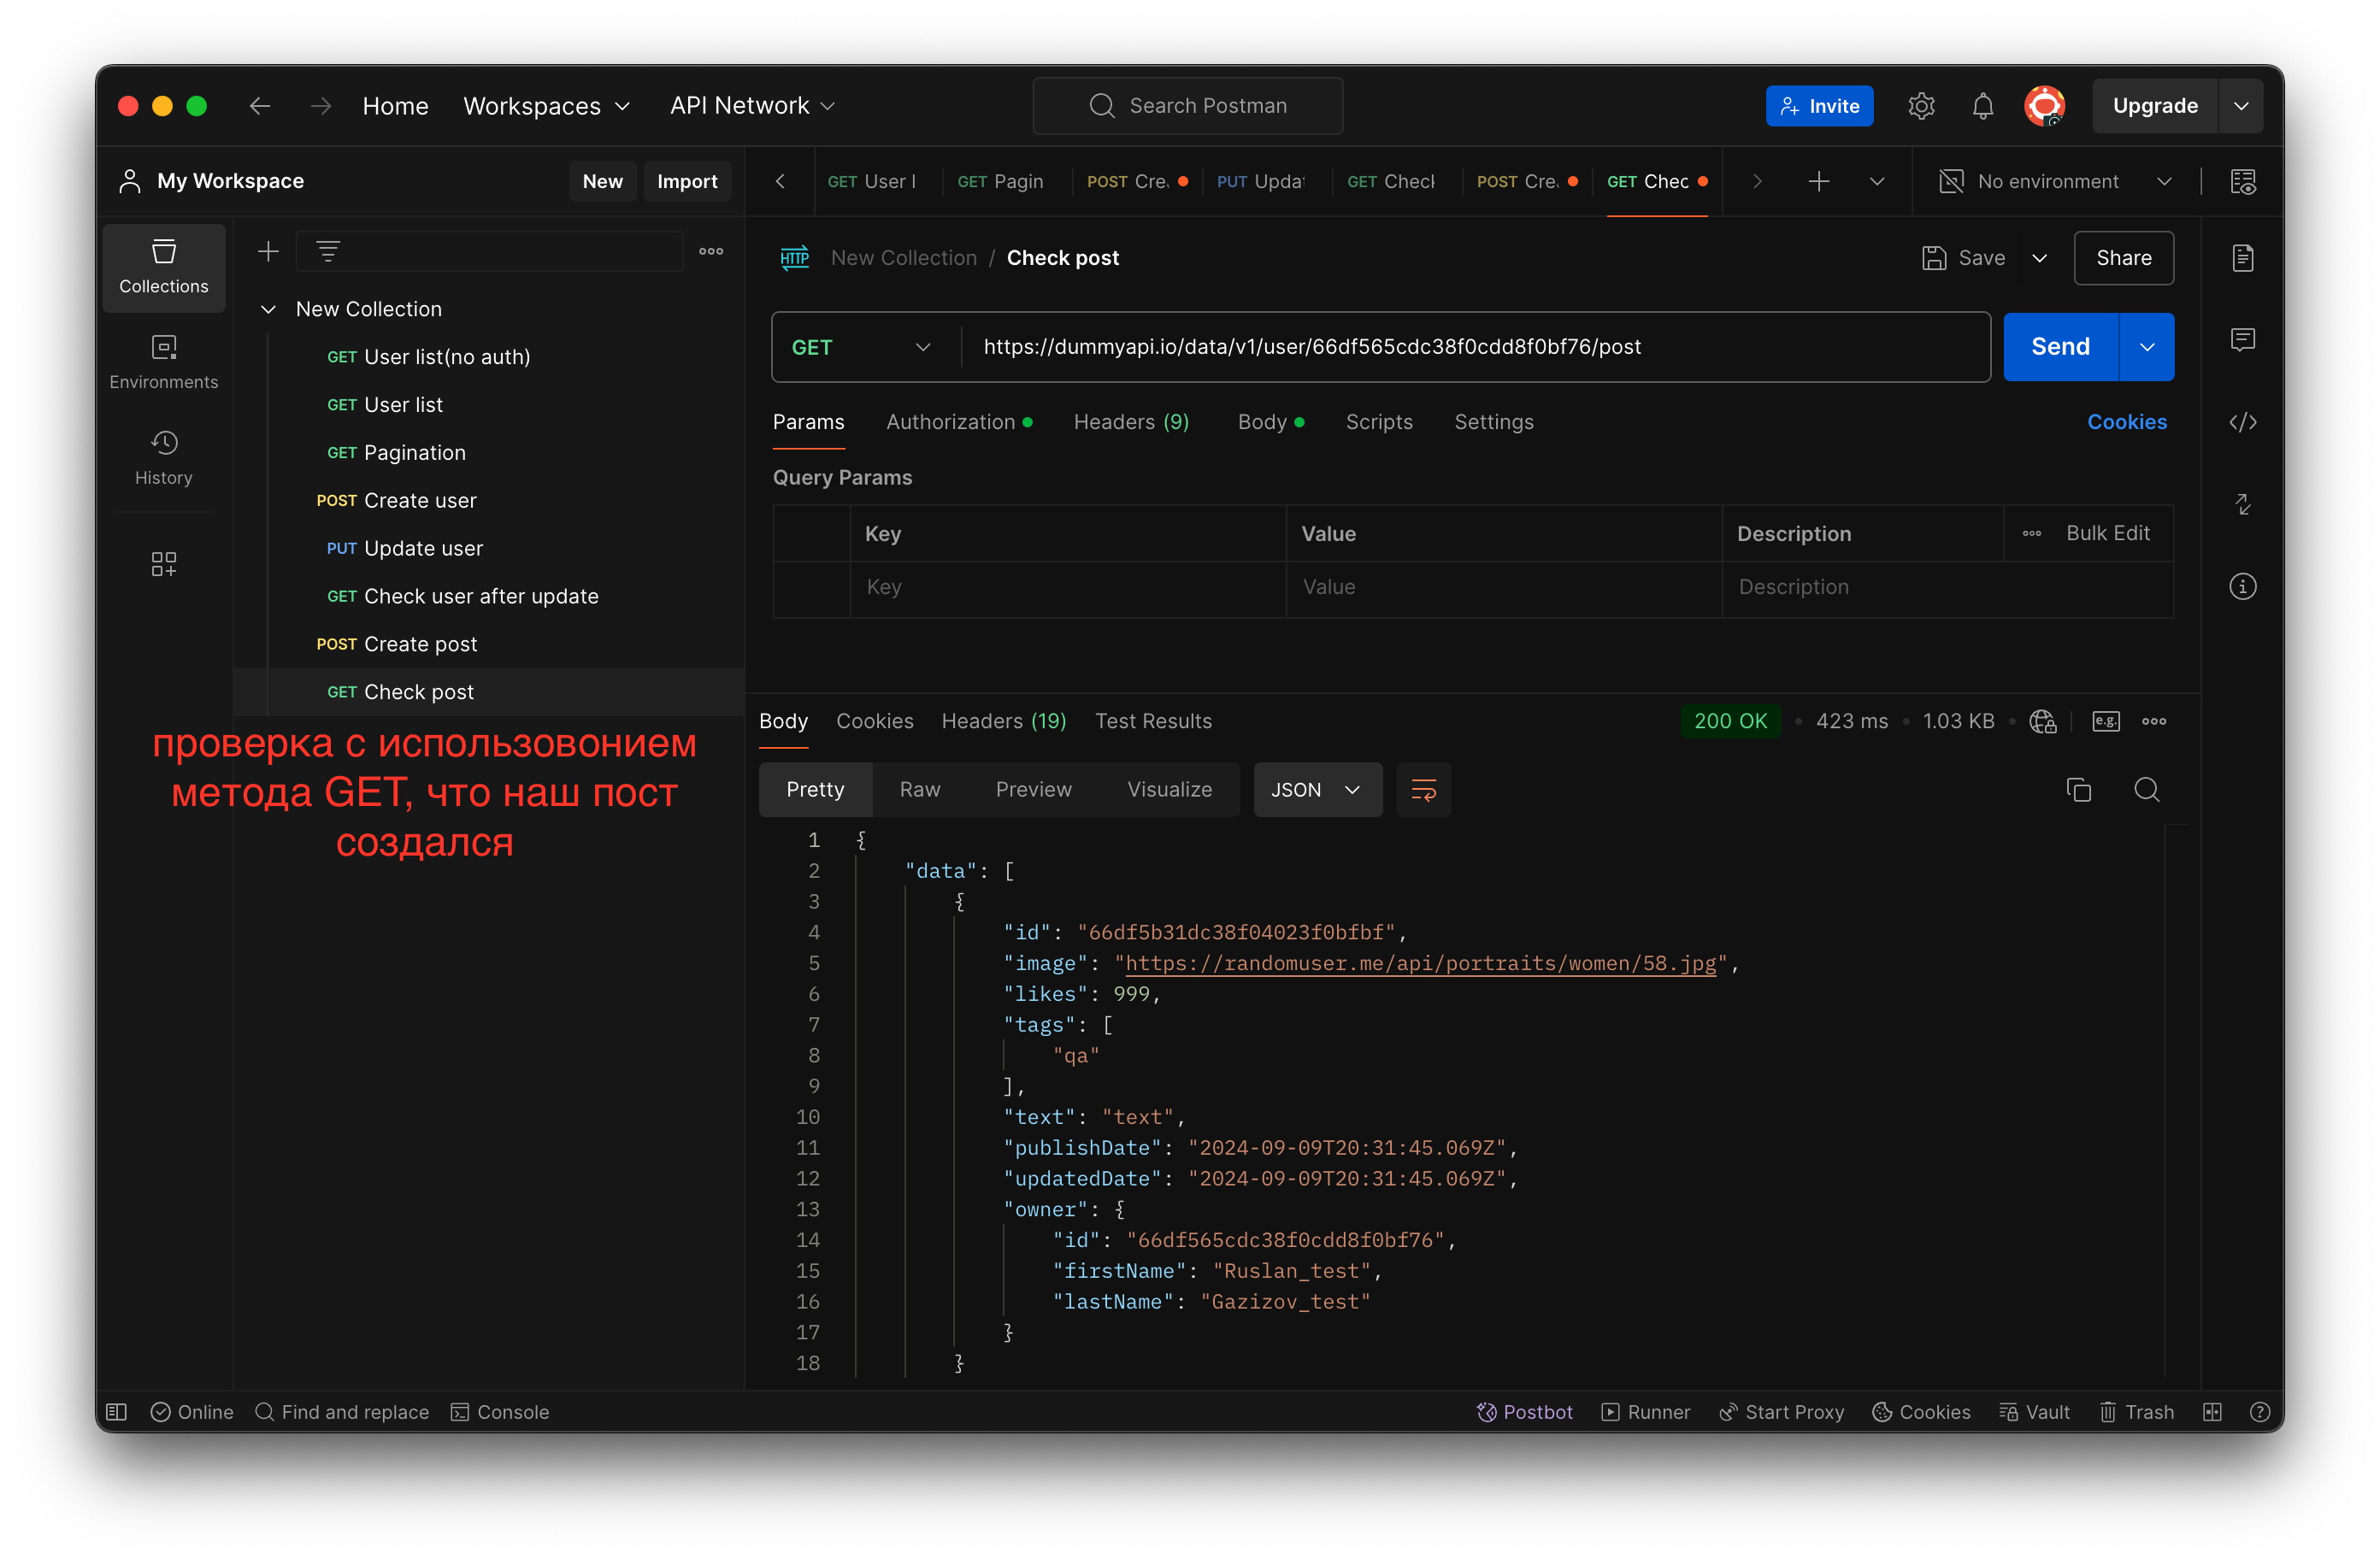 Home Workspaces API Network Search Postman Invite Upgrade
My Workspace New Import
GET User l GET Pagin POST Cre. PUT Updat GET Check POST Cre. GET Chec No environment
Collections
Environments
History
New Collection
GET User list(no auth)
GET User list
GET Pagination
POST Create user
PUT Update user
GET Check user after update
POST Create post
GET Check post
проверка с использовонием
метода GET, что наш пост
создался
HTTP New Collection / Check post Save Share
GET https://dummyapi.io/data/v1/user/66df565cdc38f0cdd8f0bf76/post Send
Params Authorization Headers (9) Body Scripts Settings Cookies
Query Params
Key Value Description Bulk Edit
Key Value Description
Body Cookies Headers (19) Test Results 200 OK • 423 ms • 1.03 KB • e.g.
Pretty Raw Preview Visualize JSON
1 {
2 "data": [
3 {
4 "id": "66df5b31dc38f04023f0bfbf",
5 "image": "https://randomuser.me/api/portraits/women/58.jpg",
6 "likes": 999,
7 "tags": [
8 "qa"
9 ],
10 "text": "text",
11 "publishDate": "2024-09-09T20:31:45.069Z",
12 "updatedDate": "2024-09-09T20:31:45.069Z",
13 "owner": {
14 "id": "66df565cdc38f0cdd8f0bf76",
15 "firstName": "Ruslan_test",
16 "lastName": "Gazizov_test"
17 }
18 }
Online Find and replace Console Postbot Runner Start Proxy Cookies Vault Trash